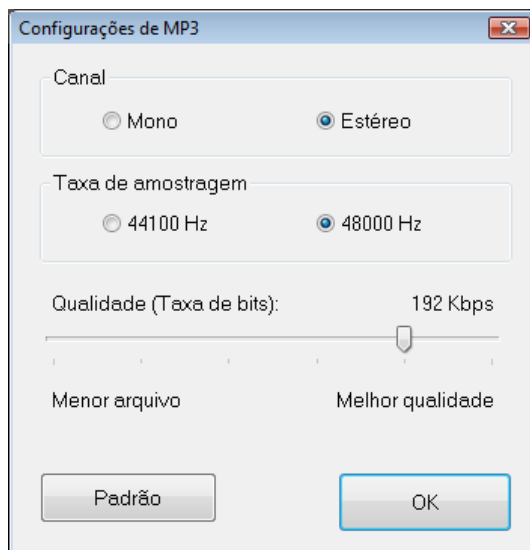 Configurações de MP3
Canal
Mono Estéreo
Taxa de amostragem
44100 Hz 48000 Hz
Qualidade (Taxa de bits): 192 Kbps
Menor arquivo Melhor qualidade
Padrão OK